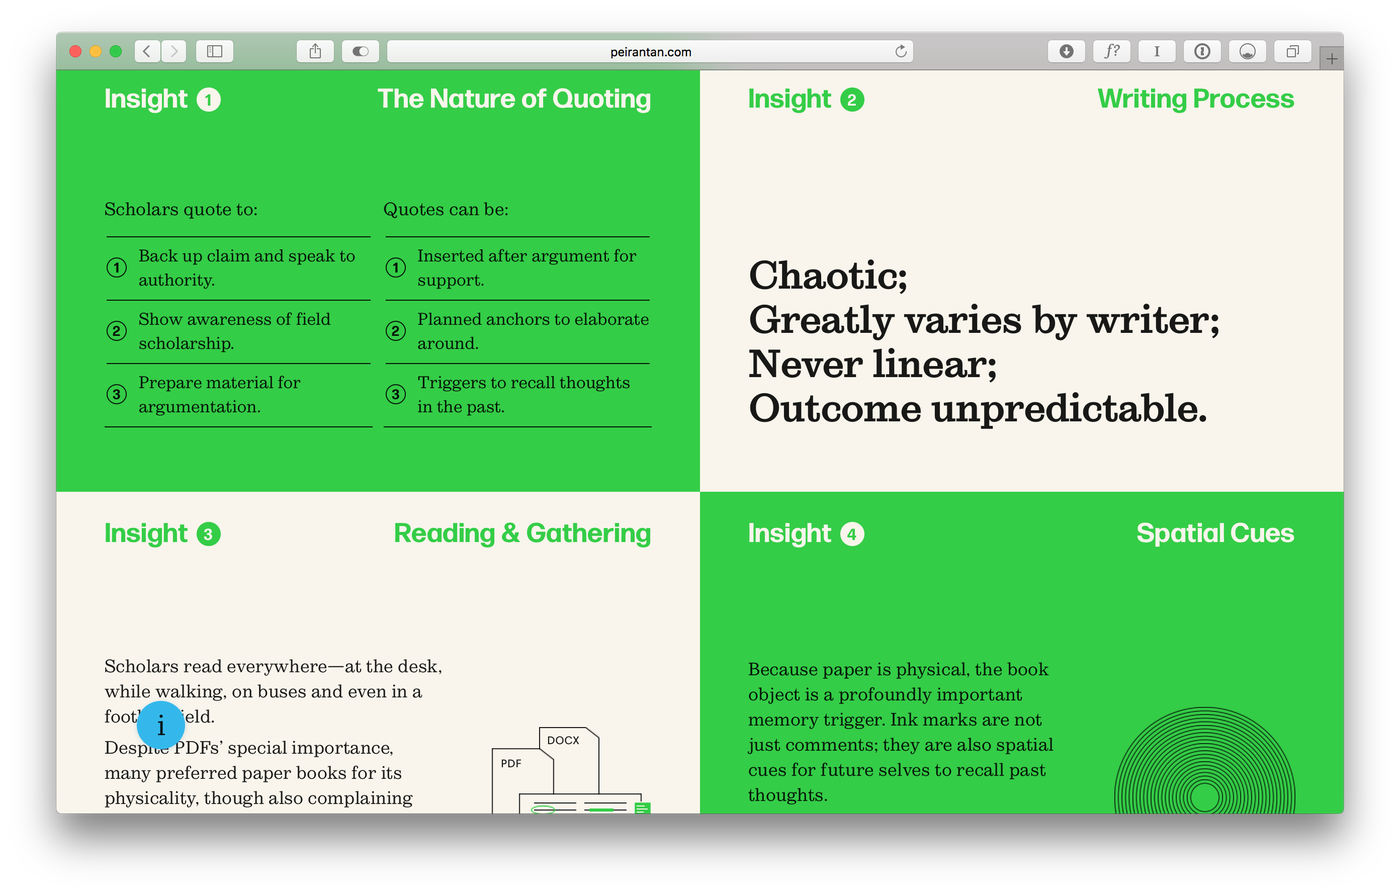 peirantan.com
f?
I
Insight 1
The Nature of Quoting
Scholars quote to:
1 Back up claim and speak to
authority.
2 Show awareness of field
scholarship.
3 Prepare material for
argumentation.
Quotes can be:
1 Inserted after argument for
support.
2 Planned anchors to elaborate
around.
3 Triggers to recall thoughts
in the past.
Insight 2
Writing Process
Chaotic;
Greatly varies by writer;
Never linear;
Outcome unpredictable.
Insight 3
Reading & Gathering
Scholars read everywhere—at the desk,
while walking, on buses and even in a
i
Despite PDFs’ special importance,
many preferred paper books for its
physicality, though also complaining
DOCX
PDF
Insight 4
Spatial Cues
Because paper is physical, the book
object is a profoundly important
memory trigger. Ink marks are not
just comments; they are also spatial
cues for future selves to recall past
thoughts.